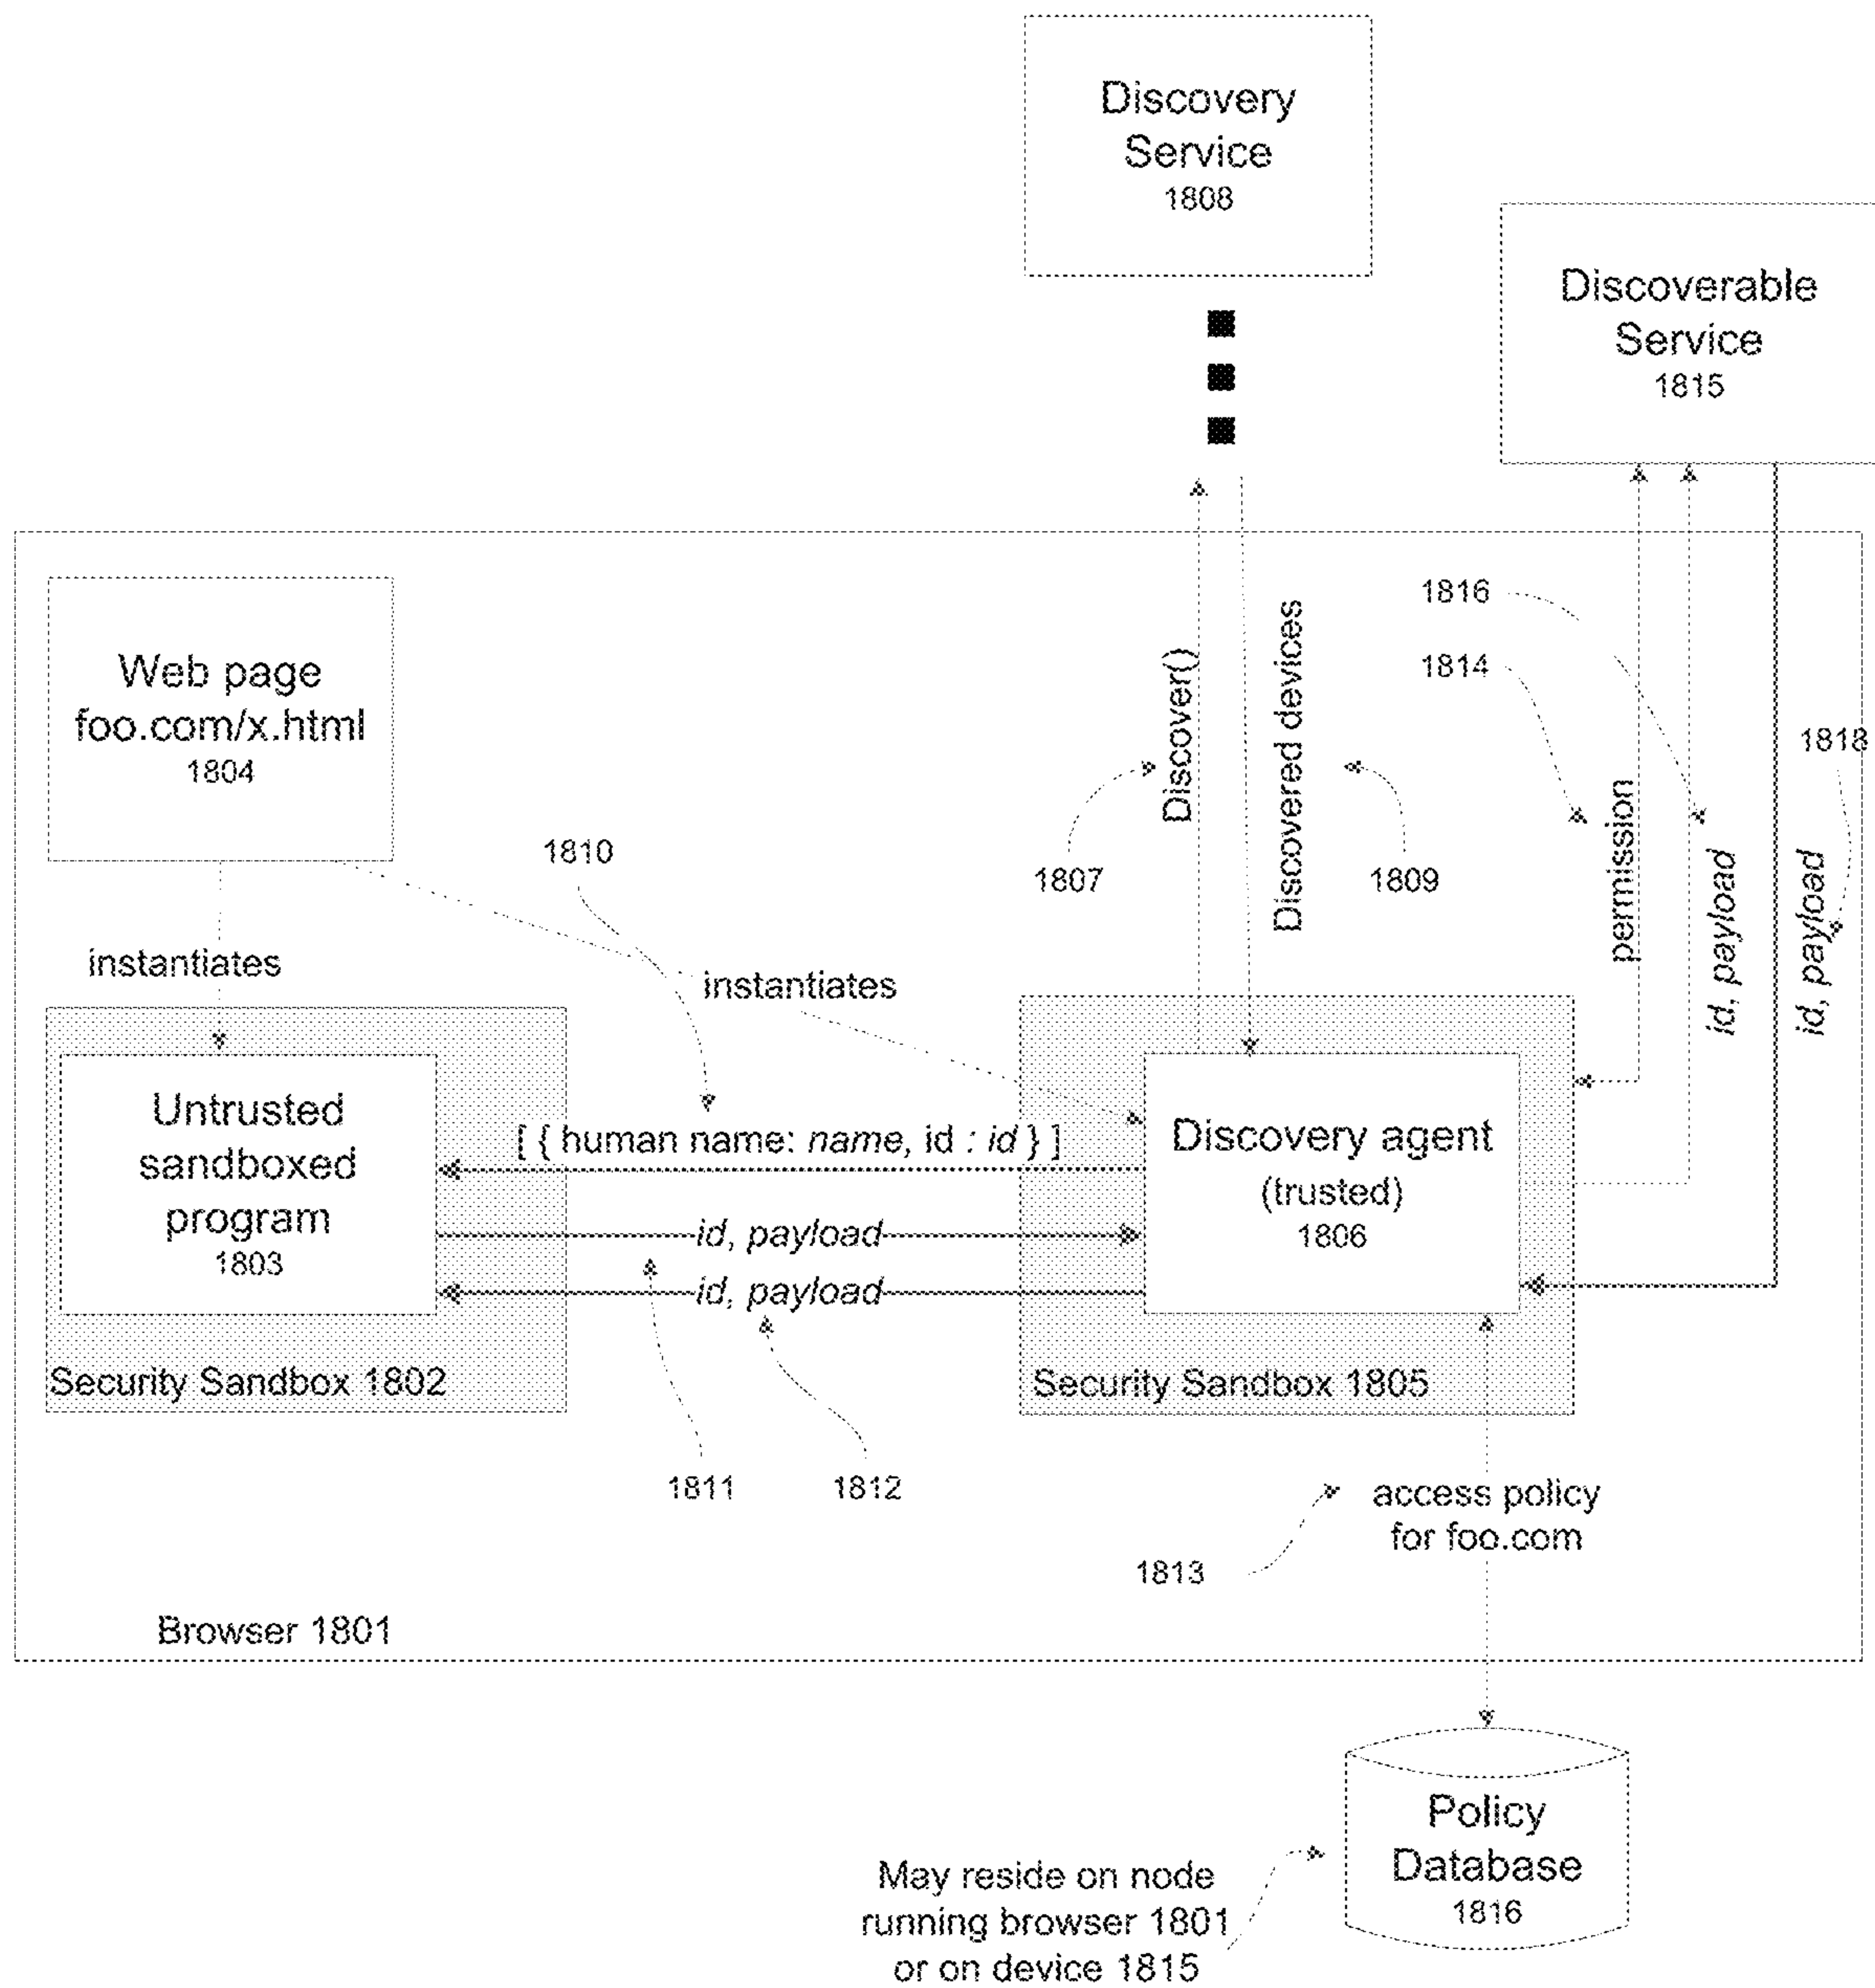 Discovery
Service
1808
Discoverable
Service
1815
Web page
foo.com/x.html
1804
1816
1814
1818
Discover()
Discovered devices
permission
id, payload
id, payload
1807
1809
1810
instantiates
instantiates
Untrusted
sandboxed
program
1803
[ { human name: name, id : id } ]
id, payload
id, payload
Discovery agent
(trusted)
1806
Security Sandbox 1802
Security Sandbox 1805
1811
1812
access policy
for foo.com
1813
Browser 1801
Policy
Database
1816
May reside on node
running browser 1801
or on device 1815